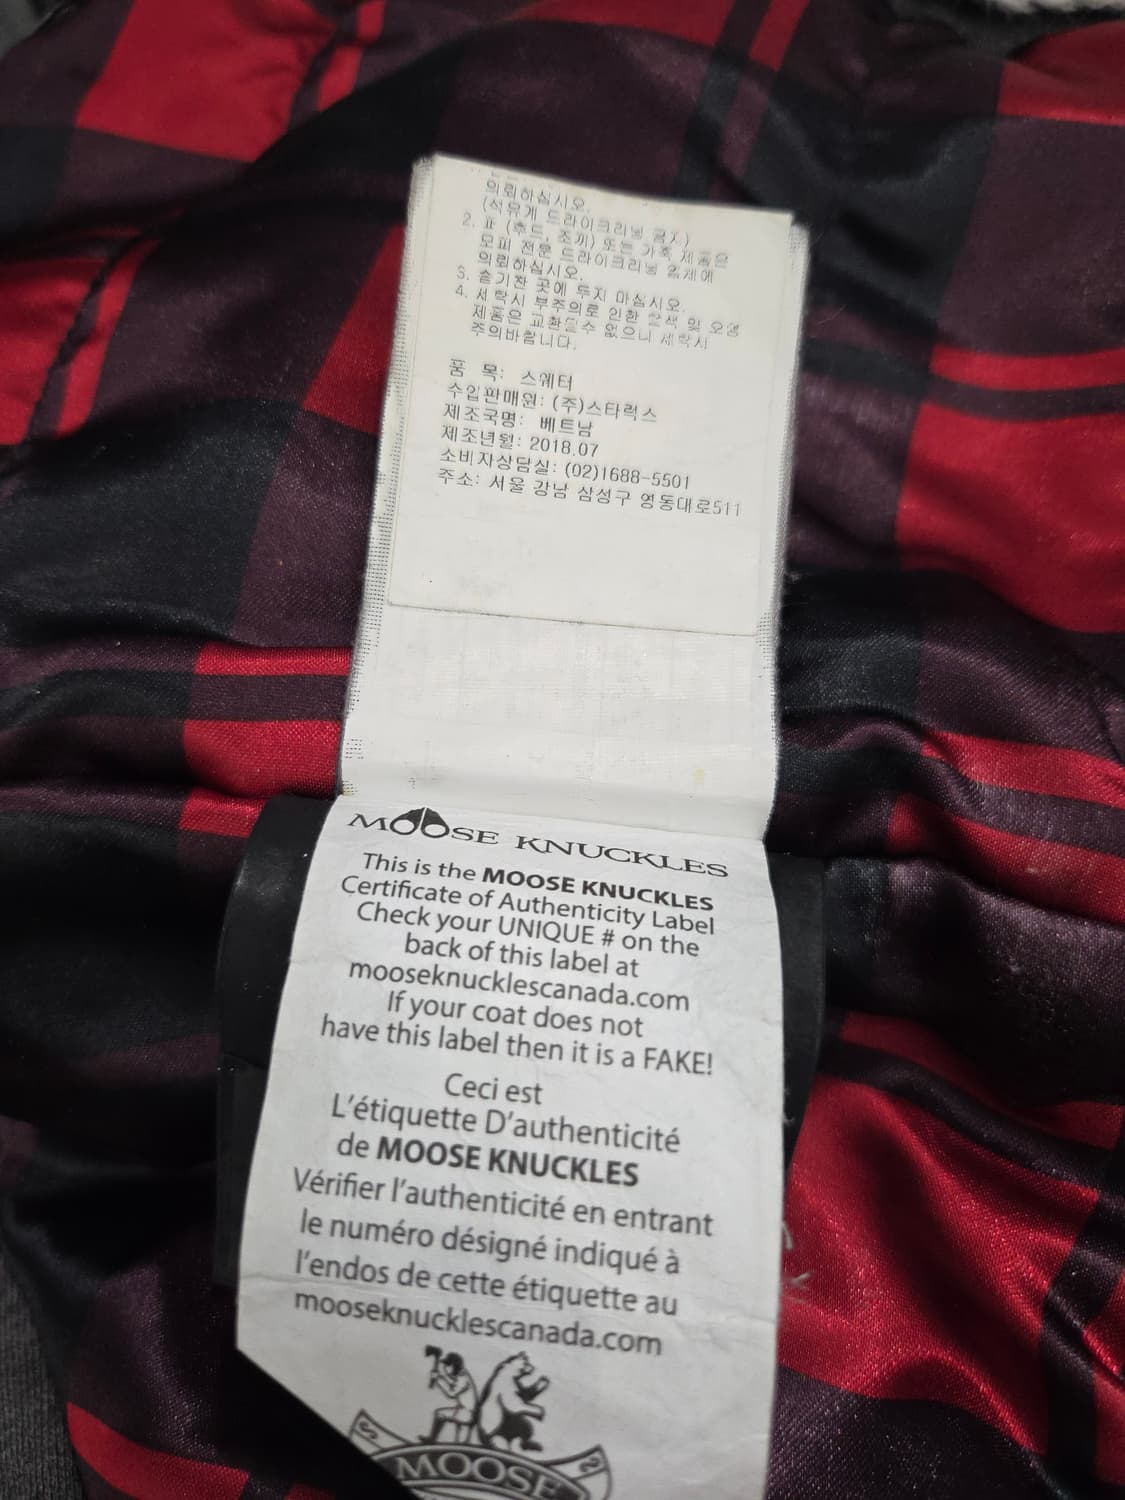 의뢰하십시오.
(석유계 드라이크리닝 금지)
2. 퍼 (후드, 조끼) 또는 가죽 제품은
모피 전문 드라이크리닝 업체에
의뢰하십시오.
3. 습기찬 곳에 두지 마십시오.
4. 세탁시 부주의로 인한 탈색 및 오염
제품은 교환될수 없으니 세탁시
주의바랍니다.
품 목: 스웨터
수입판매원: (주)스타럭스
제조국명: 베트남
제조년월: 2018.07
소비자상담실: (02)1688-5501
주소: 서울 강남 삼성구 영동대로511
MOOSE KNUCKLES
This is the MOOSE KNUCKLES
Certificate of Authenticity Label
Check your UNIQUE # on the
back of this label at
mooseknucklescanada.com
If your coat does not
have this label then it is a FAKE!
Ceci est
L'étiquette D'authenticité
de MOOSE KNUCKLES
Vérifier l'authenticité en entrant
le numéro désigné indiqué à
l'endos de cette étiquette au
mooseknucklescanada.com
MOOSE